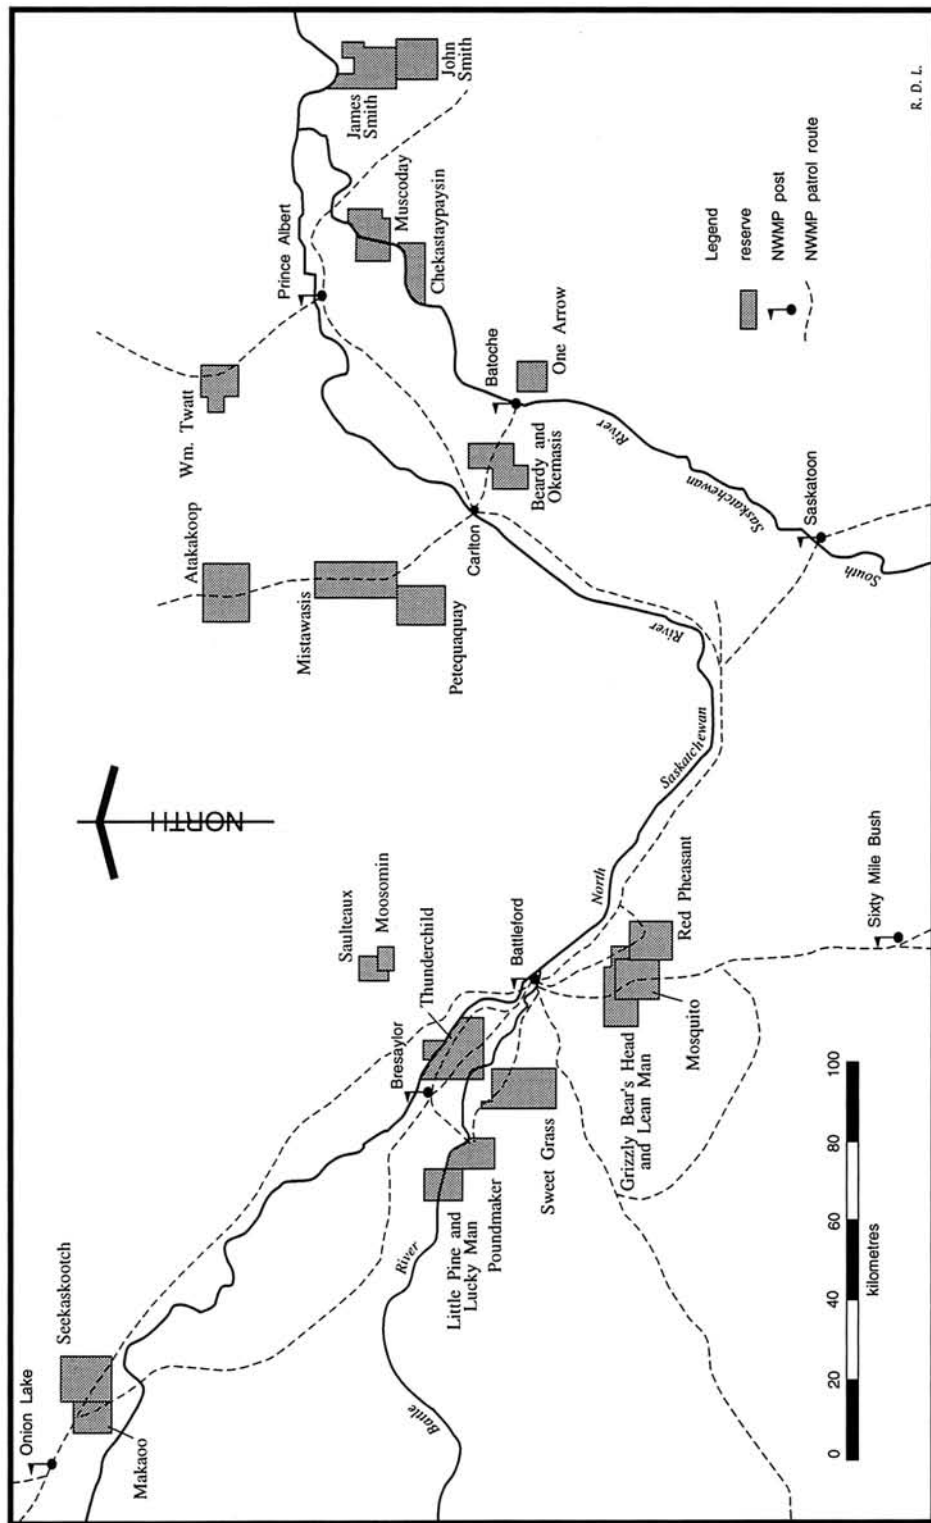 Onion Lake
Seekaskootch
Makaoo
Saulteaux
Moosomin
Thunderchild
Bresaylor
Battleford
Little Pine and
Lucky Man
Poundmaker
Sweet Grass
Grizzly Bear's Head
and Lean Man
Mosquito
Red Pheasant
Sixty Mile Bush
River
Battle
North
Saskatchewan
River
NORTH
Atakakoop
Mistawasis
Petequaquay
Wm. Twatt
Carlton
Prince Albert
Beardy and
Okemasis
Batoche
One Arrow
Muscoday
Chekastaypaysin
James
Smith
John
Smith
River
Saskatchewan
South
Saskatoon
Legend
reserve
NWMP post
NWMP patrol route
0
20
40
60
80
100
kilometres
R. D. L.